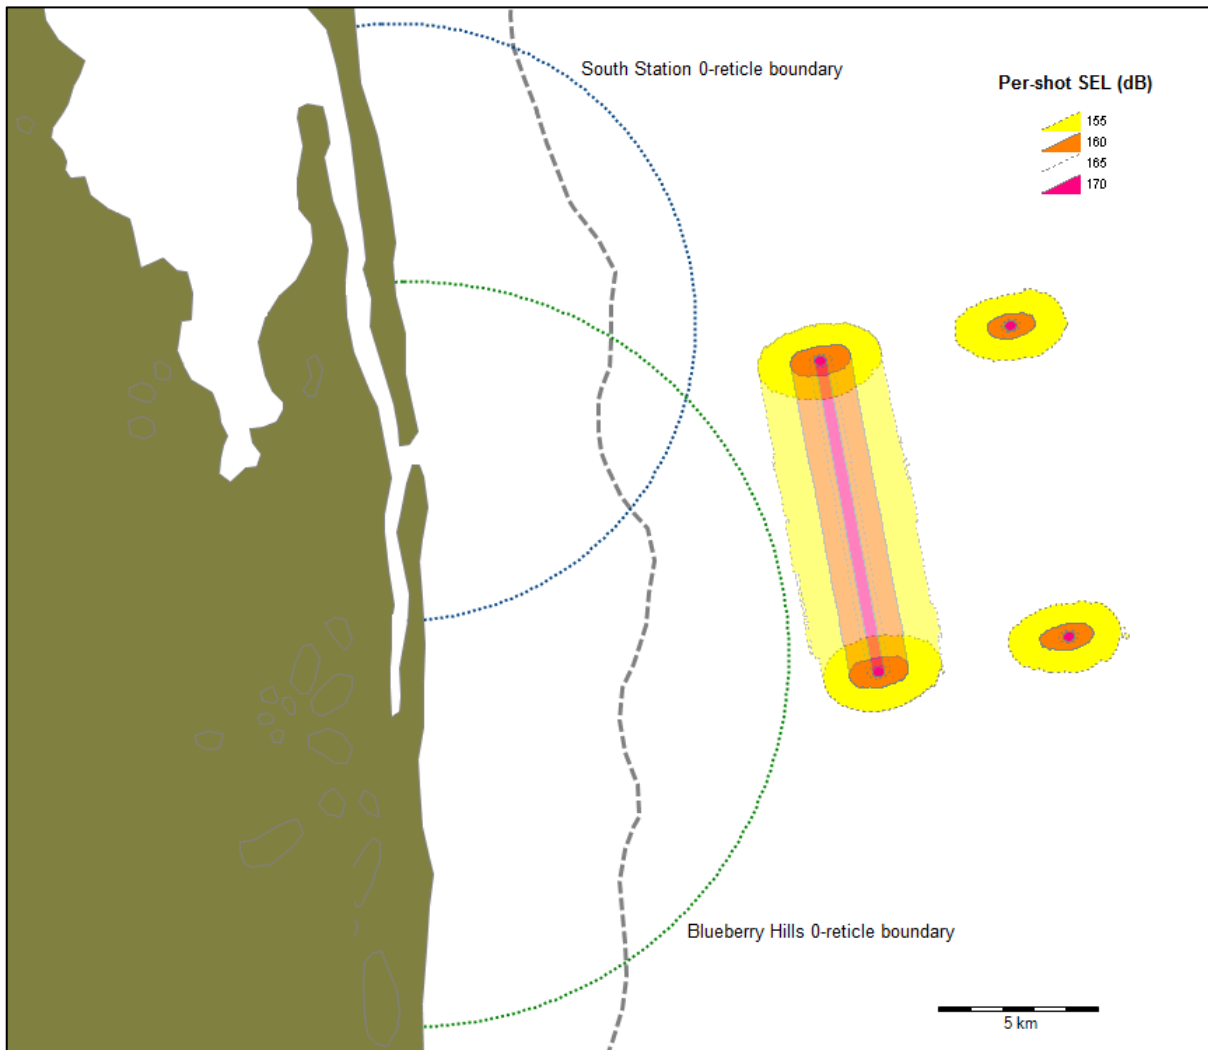 South Station 0-reticle boundary
Per-shot SEL (dB)
155
160
165
170
Blueberry Hills 0-reticle boundary
5 km